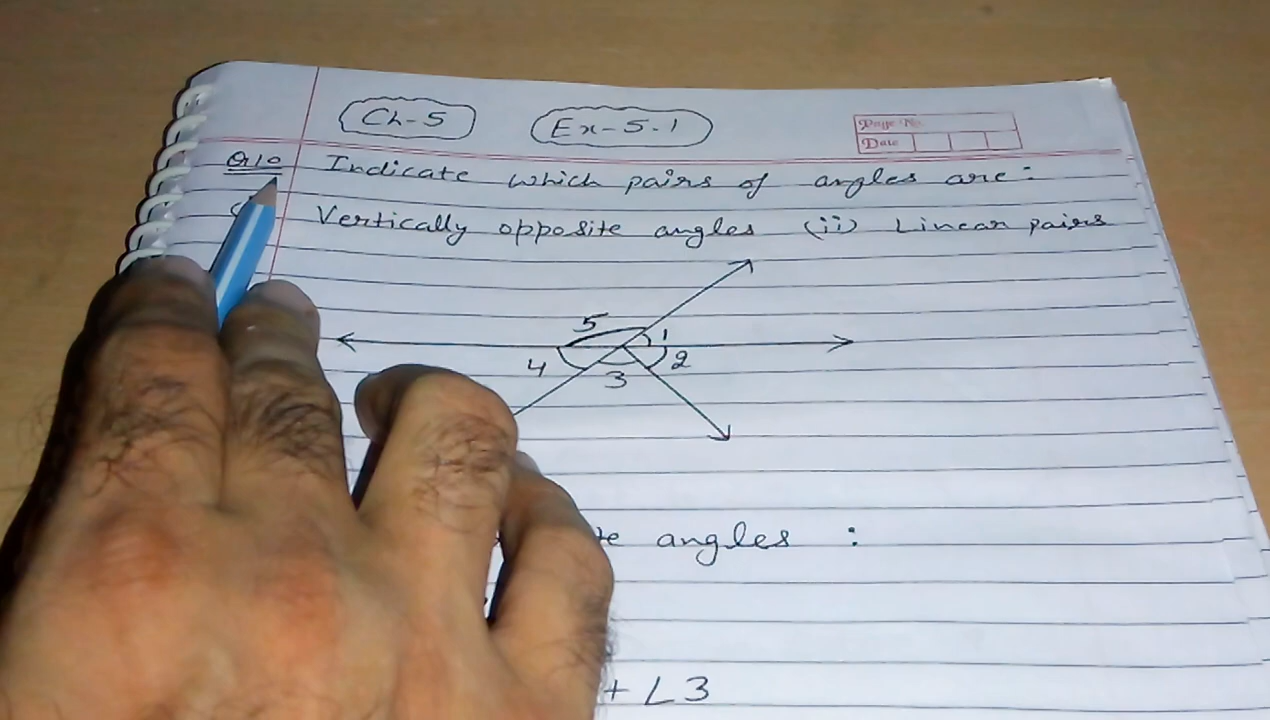 Ch-5 Ex-5.1
Page No.
Date
Q10 Indicate which pairs of angles are:
Vertically opposite angles (ii) Linear pairs
5
1
4
2
3
angles :
+ ∠3